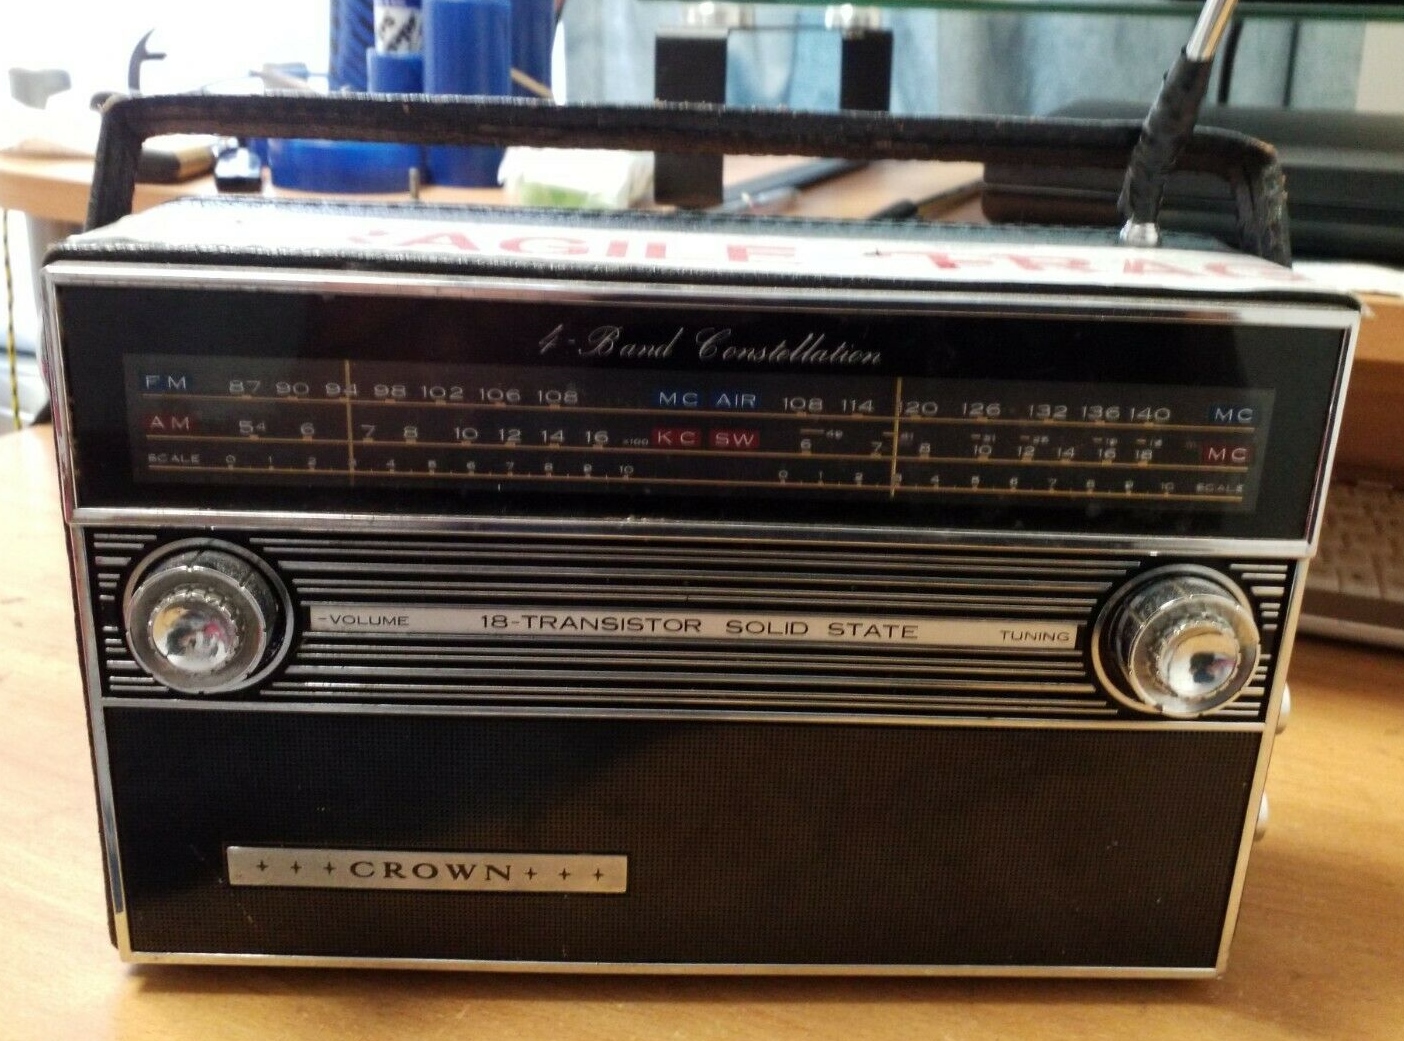 AGILE FRAG
4-Band Constellation
FM 87 90 94 98 102 106 108 MC AIR 108 114 120 126 132 136 140 MC
AM 54 6 7 8 10 12 14 16 x100 KC SW 6 7 8 10 12 14 16 18 MC
SCALE 0 1 2 3 4 5 6 7 8 9 10 0 1 2 3 4 5 6 7 8 9 10 SCALE
-VOLUME 18-TRANSISTOR SOLID STATE TUNING
+ + + CROWN + + +